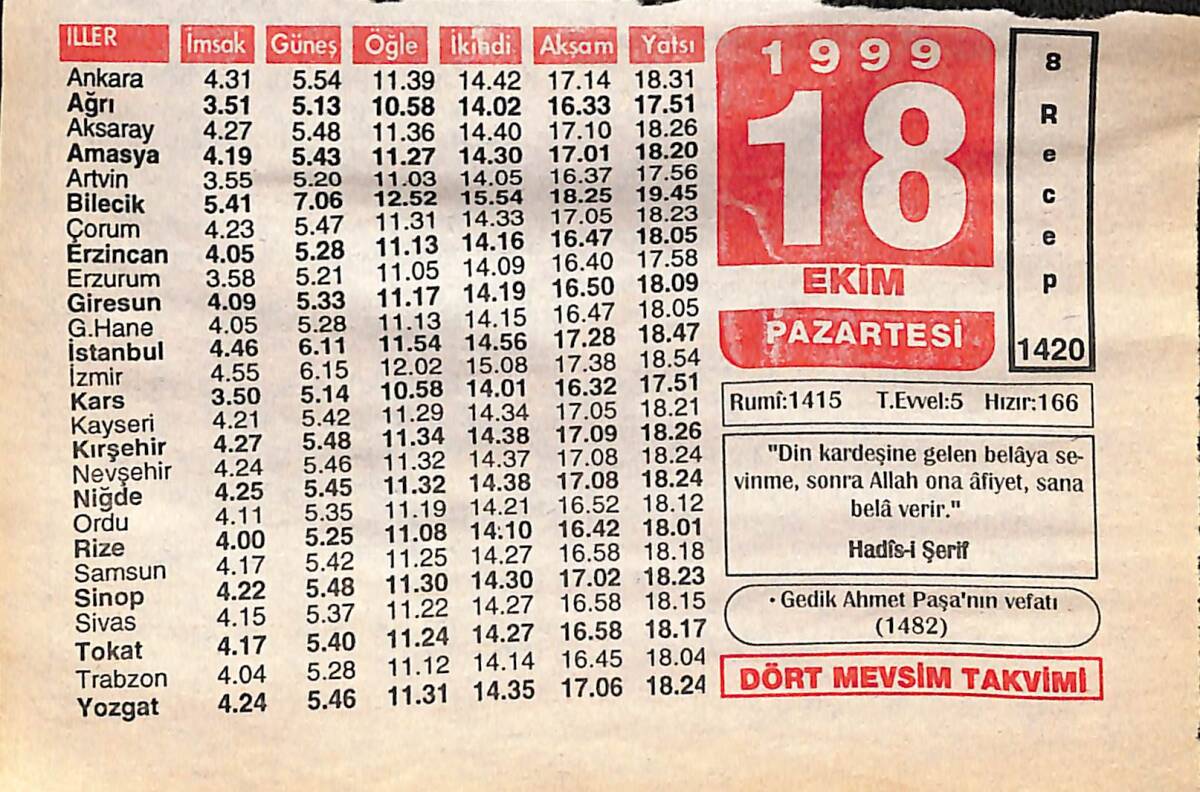 İLLER İmsak Güneş Öğle İkindi Akşam Yatsı
Ankara 4.31 5.54 11.39 14.42 17.14 18.31
Ağrı 3.51 5.13 10.58 14.02 16.33 17.51
Aksaray 4.27 5.48 11.36 14.40 17.10 18.26
Amasya 4.19 5.43 11.27 14.30 17.01 18.20
Artvin 3.55 5.20 11.03 14.05 16.37 17.56
Bilecik 5.41 7.06 12.52 15.54 18.25 19.45
Çorum 4.23 5.47 11.31 14.33 17.05 18.23
Erzincan 4.05 5.28 11.13 14.16 16.47 18.05
Erzurum 3.58 5.21 11.05 14.09 16.40 17.58
Giresun 4.09 5.33 11.17 14.19 16.50 18.09
G.Hane 4.05 5.28 11.13 14.15 16.47 18.05
İstanbul 4.46 6.11 11.54 14.56 17.28 18.47
İzmir 4.55 6.15 12.02 15.08 17.38 18.54
Kars 3.50 5.14 10.58 14.01 16.32 17.51
Kayseri 4.21 5.42 11.29 14.34 17.05 18.21
Kırşehir 4.27 5.48 11.34 14.38 17.09 18.26
Nevşehir 4.24 5.46 11.32 14.37 17.08 18.24
Niğde 4.25 5.45 11.32 14.38 17.08 18.24
Ordu 4.11 5.35 11.19 14.21 16.52 18.12
Rize 4.00 5.25 11.08 14:10 16.42 18.01
Samsun 4.17 5.42 11.25 14.27 16.58 18.18
Sinop 4.22 5.48 11.30 14.30 17.02 18.23
Sivas 4.15 5.37 11.22 14.27 16.58 18.15
Tokat 4.17 5.40 11.24 14.27 16.58 18.17
Trabzon 4.04 5.28 11.12 14.14 16.45 18.04
Yozgat 4.24 5.46 11.31 14.35 17.06 18.24
1999
18
EKİM
PAZARTESİ
8
R
e
c
e
p
1420
Rumî:1415 T.Evvel:5 Hızır:166
"Din kardeşine gelen belâya se-
vinme, sonra Allah ona âfiyet, sana
belâ verir."
Hadîs-i Şerif
· Gedik Ahmet Paşa'nın vefatı
(1482)
DÖRT MEVSİM TAKVİMİ